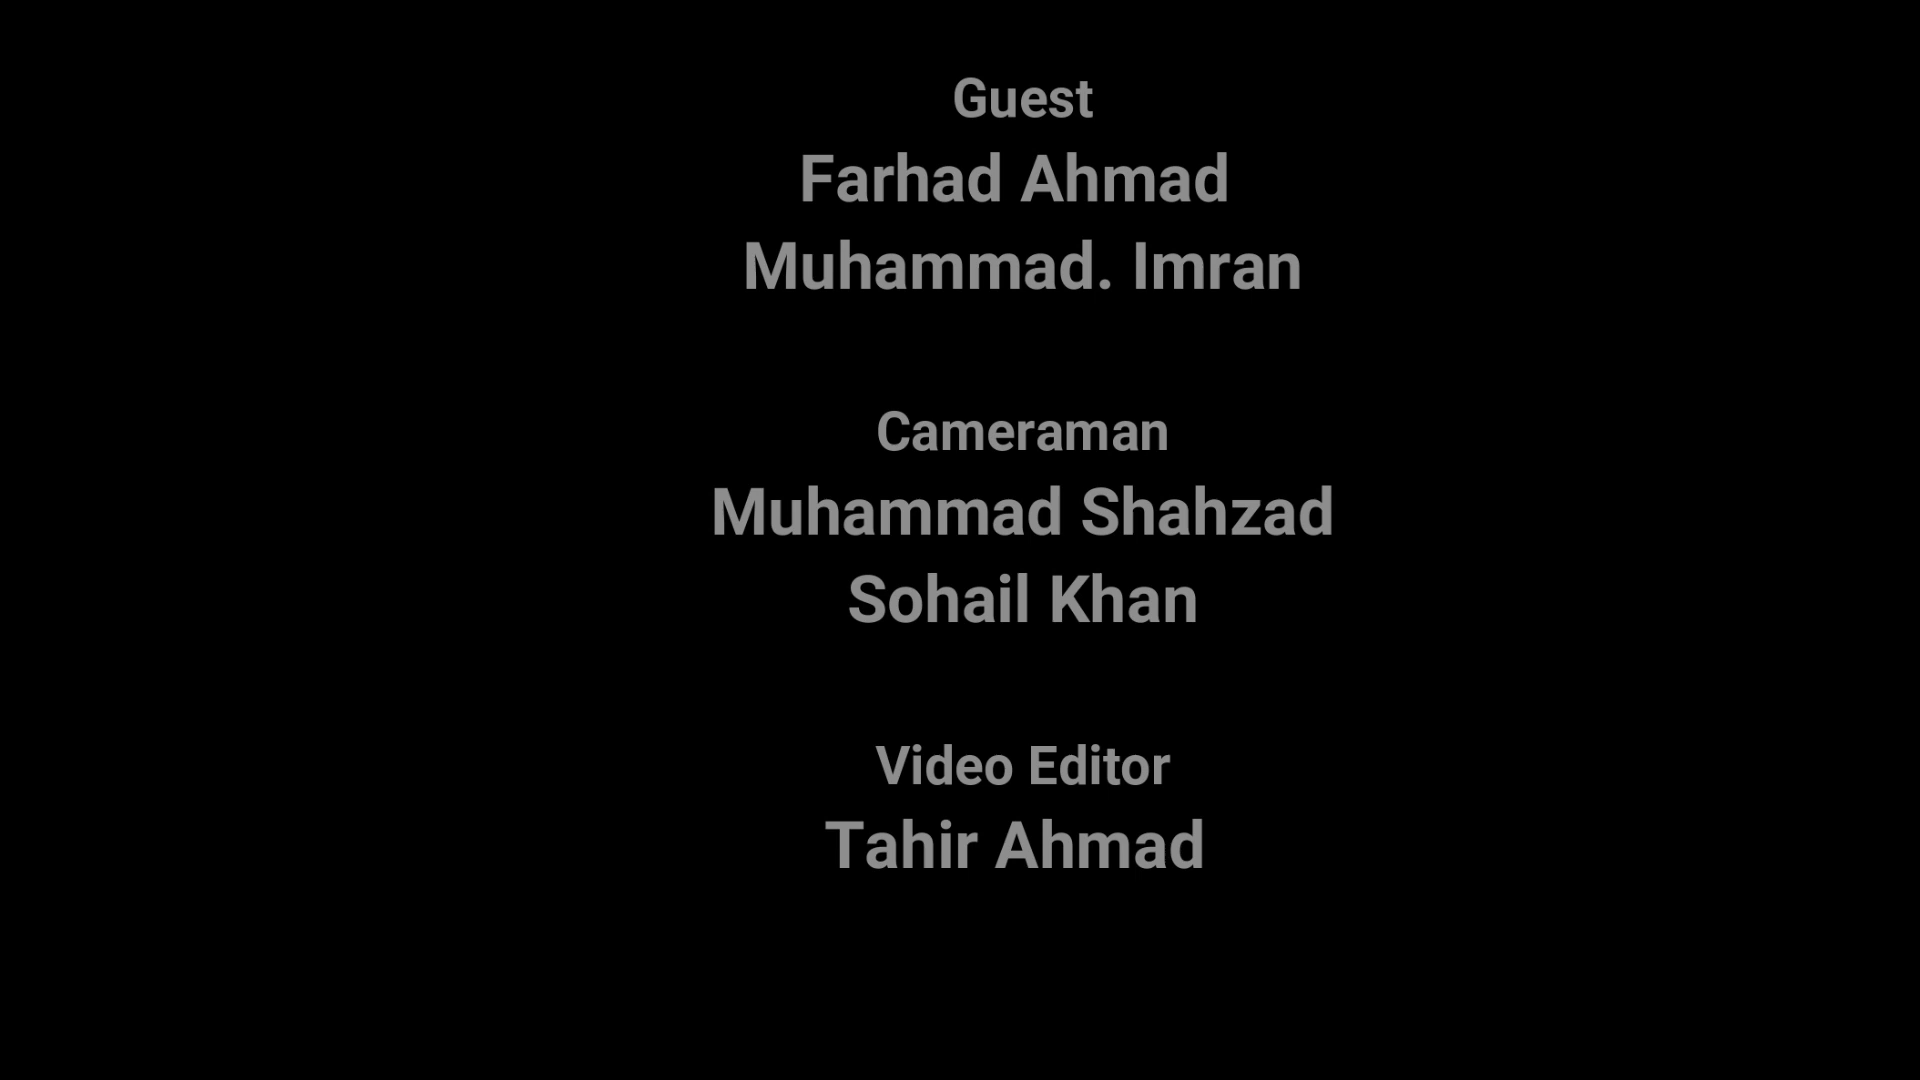 Guest
Farhad Ahmad
Muhammad. Imran
Cameraman
Muhammad Shahzad
Sohail Khan
Video Editor
Tahir Ahmad